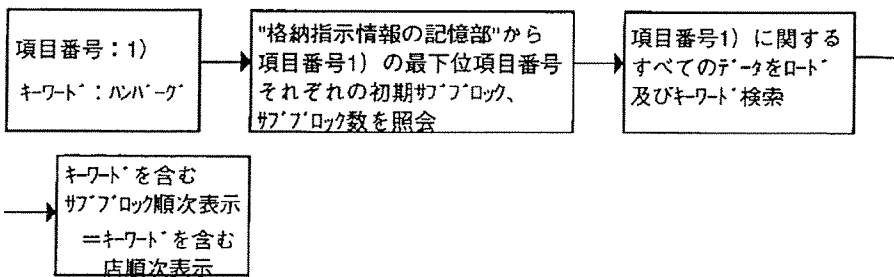 項目番号：1)
ｷｰﾜｰﾄﾞ：ﾊﾝﾊﾞｰｸﾞ
"格納指示情報の記憶部"から
項目番号1）の最下位項目番号
それぞれの初期ｻﾌﾞﾌﾞﾛｯｸ、
ｻﾌﾞﾌﾞﾛｯｸ数を照会
項目番号1）に関する
すべてのﾃﾞｰﾀをﾛｰﾄﾞ
及びｷｰﾜｰﾄﾞ検索
ｷｰﾜｰﾄﾞを含む
ｻﾌﾞﾌﾞﾛｯｸ順次表示
＝ｷｰﾜｰﾄﾞを含む
店順次表示